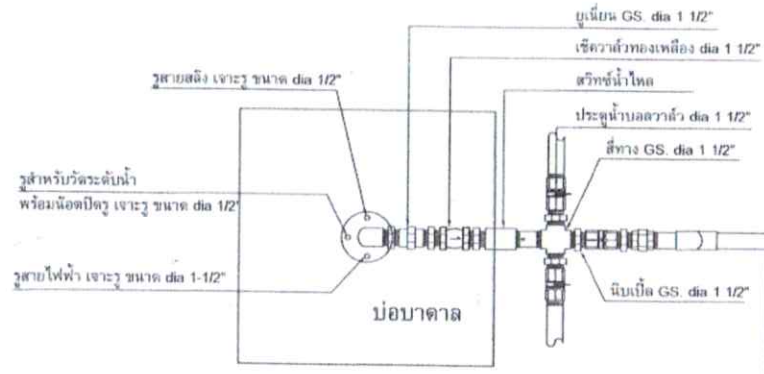 ยูเนี่ยน GS. dia 1 1/2"
เช็ควาล์วทองเหลือง dia 1 1/2"
สวิทซ์น้ำไหล
ประตูน้ำบอลวาล์ว dia 1 1/2"
สี่ทาง GS. dia 1 1/2"
รูสายสลิง เจาะรู ขนาด dia 1/2"
รูสำหรับวัดระดับน้ำ
พร้อมน๊อตปิดรู เจาะรู ขนาด dia 1/2"
รูสายไฟฟ้า เจาะรู ขนาด dia 1-1/2"
บ่อบาดาล
นิบเปิ้ล GS. dia 1 1/2"